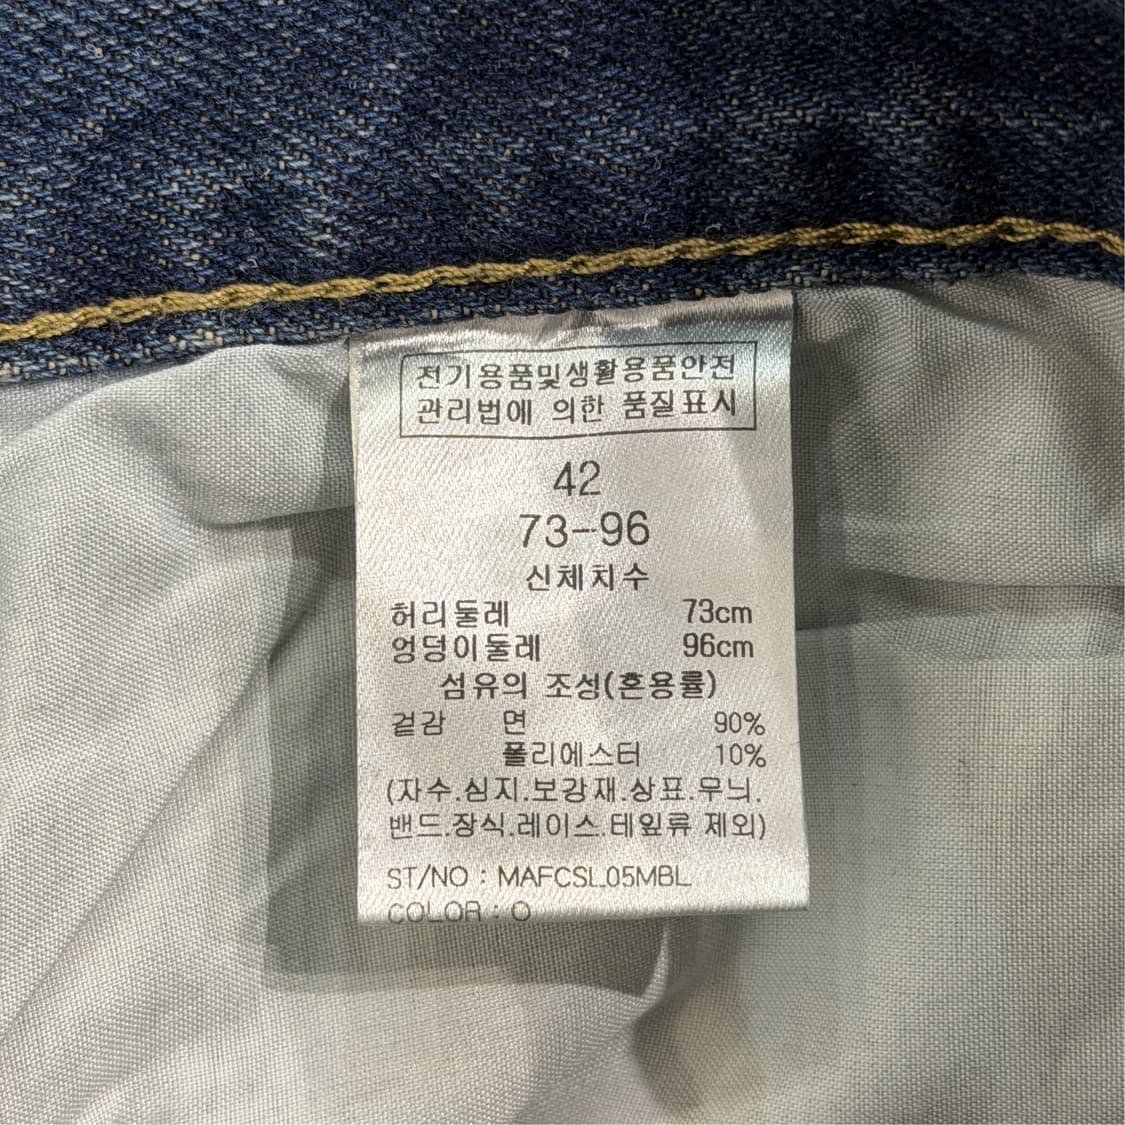 전기용품및생활용품안전
관리법에 의한 품질표시
42
73-96
신체치수
허리둘레 73cm
엉덩이둘레 96cm
섬유의 조성(혼용률)
겉감 면 90%
폴리에스터 10%
(자수.심지.보강재.상표.무늬.
밴드.장식.레이스.테잎류 제외)
ST/NO : MAFCSL05MBL
COLOR : O